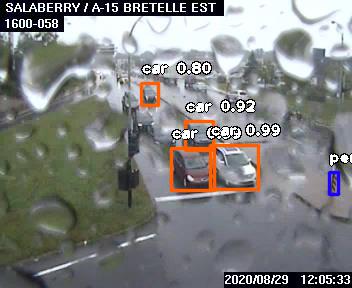 SALABERRY / A-15 BRETELLE EST
1600-058
car 0.80
car 0.92
car 0.99
2020/08/29 12:05:33